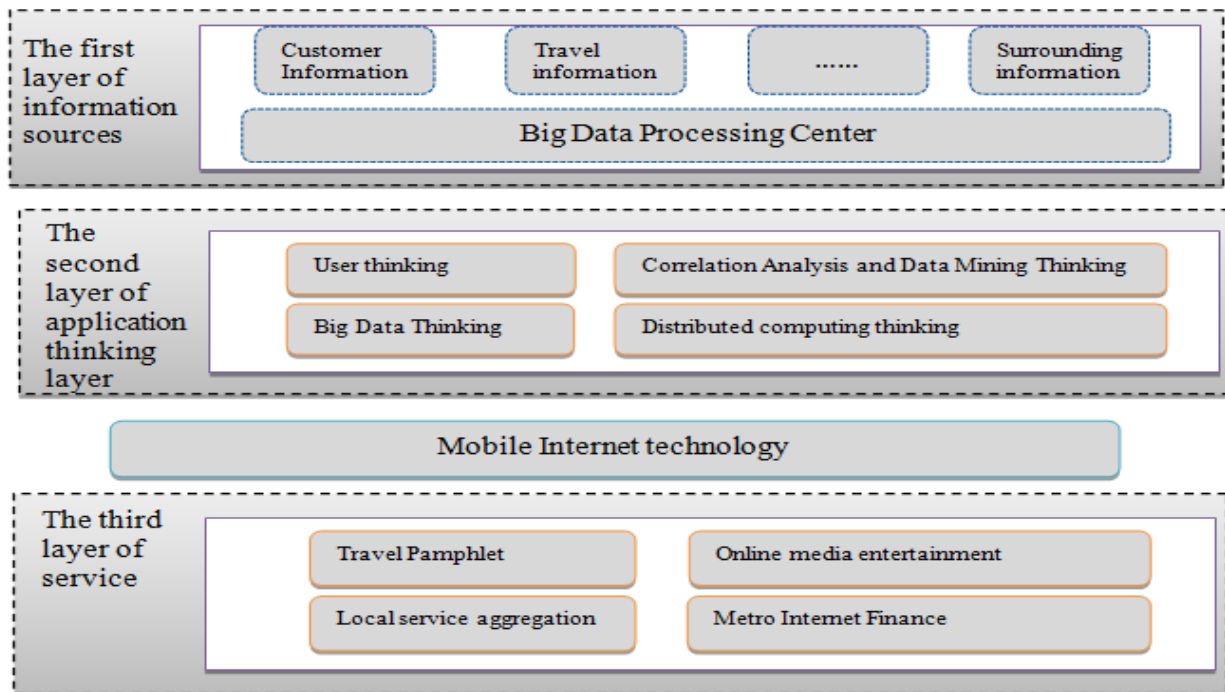 The first
layer of
information
sources
Customer
Information
Travel
information
......
Surrounding
information
Big Data Processing Center
The
second
layer of
application
thinking
layer
User thinking
Correlation Analysis and Data Mining Thinking
Big Data Thinking
Distributed computing thinking
Mobile Internet technology
The third
layer of
service
Travel Pamphlet
Online media entertainment
Local service aggregation
Metro Internet Finance